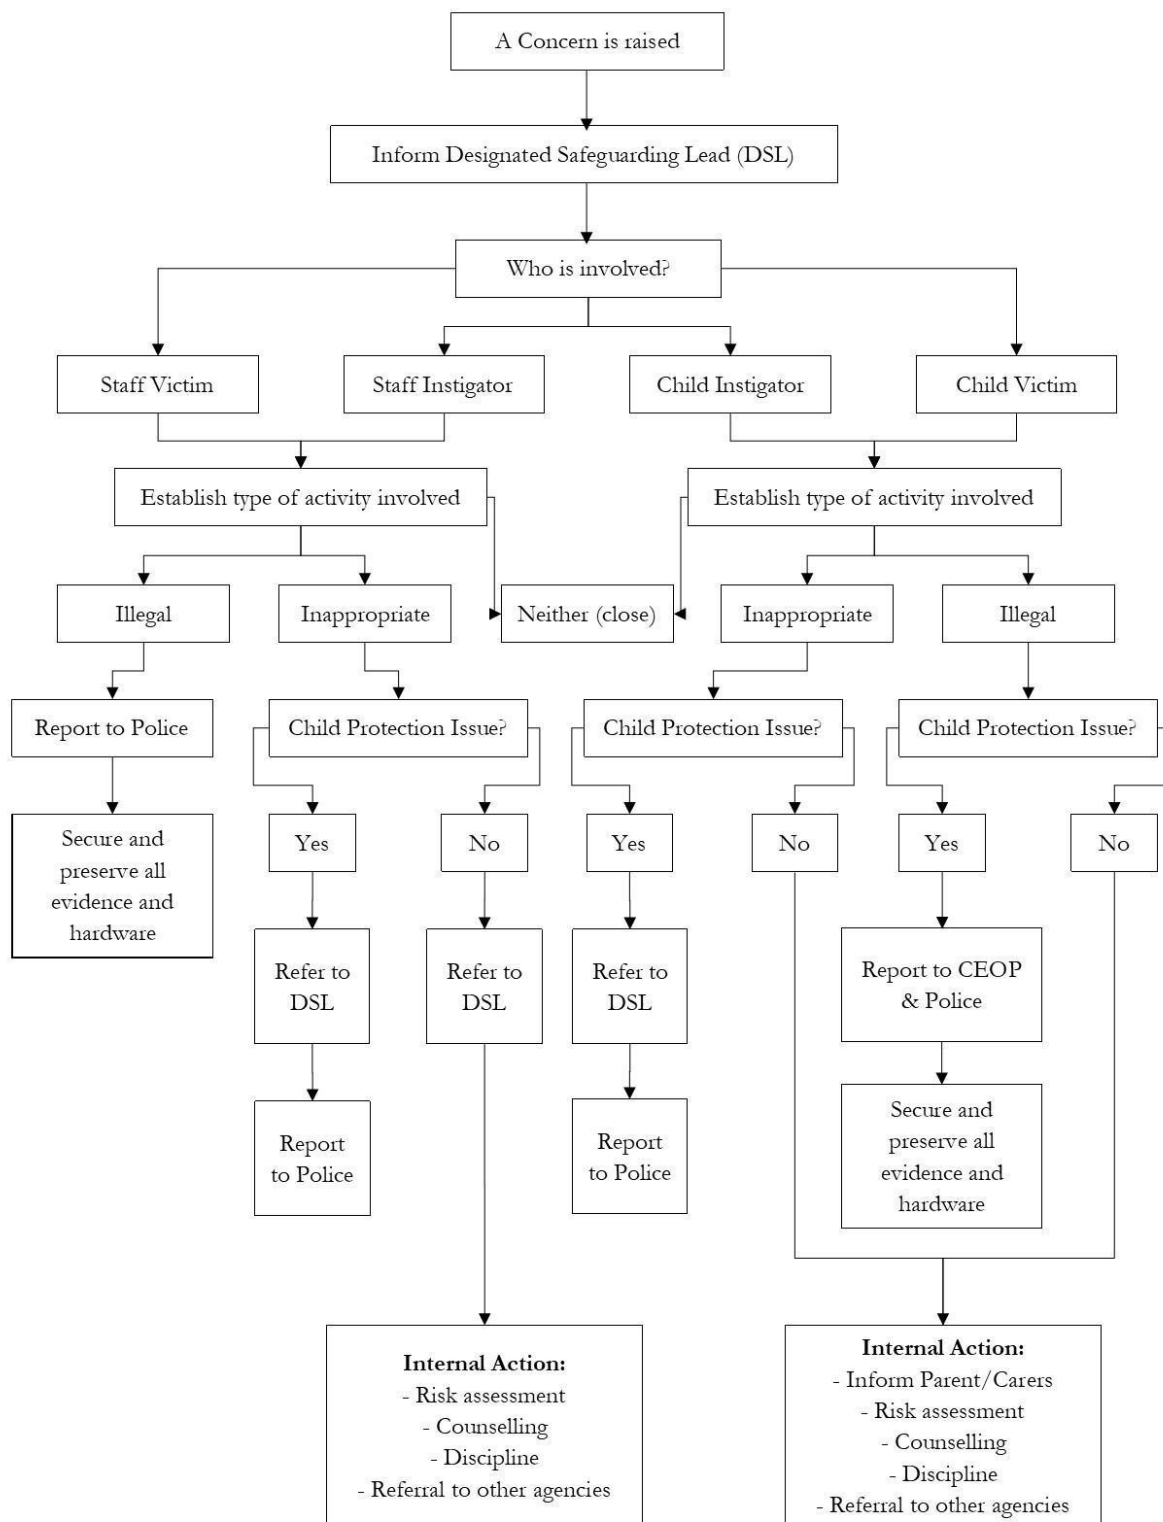 A Concern is raised
Inform Designated Safeguarding Lead (DSL)
Who is involved?
Staff Victim
Staff Instigator
Child Instigator
Child Victim
Establish type of activity involved
Establish type of activity involved
Illegal
Inappropriate
Neither (close)
Inappropriate
Illegal
Report to Police
Child Protection Issue?
Child Protection Issue?
Child Protection Issue?
Secure and
preserve all
evidence and
hardware
Yes
No
Yes
No
Yes
No
Refer to
DSL
Refer to
DSL
Refer to
DSL
Report to CEOP
& Police
Report
to Police
Report
to Police
Secure and
preserve all
evidence and
hardware
Internal Action:
- Risk assessment
- Counselling
- Discipline
- Referral to other agencies
Internal Action:
- Inform Parent/Carers
- Risk assessment
- Counselling
- Discipline
- Referral to other agencies